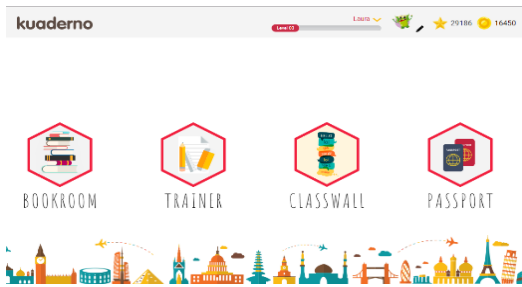 kuaderno
Laura
Level 03
29186
16450
BOOKROOM
TRAINER
CLASSWALL
PASSPORT